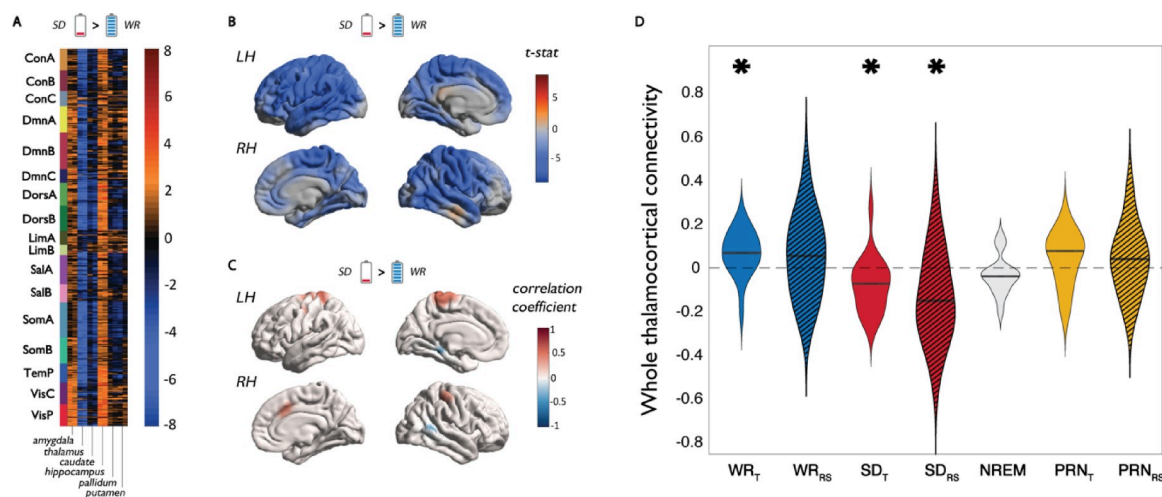 A
SD > WR
ConA
ConB
ConC
DmnA
DmnB
DmnC
DorsA
DorsB
LimA
LimB
SalA
SalB
SomA
SomB
TemP
VisC
VisP
amygdala
thalamus
caudate
hippocampus
pallidum
putamen
8
6
4
2
0
-2
-4
-6
-8
B
SD > WR
LH
RH
t-stat
5
0
-5
C
SD > WR
LH
RH
correlation
coefficient
1
0.5
0
-0.5
-1
D
Whole thalamocortical connectivity
0.8
0.6
0.4
0.2
0
-0.2
-0.4
-0.6
-0.8
* * *
WRT WRRS SDT SDRS NREM PRNT PRNRS